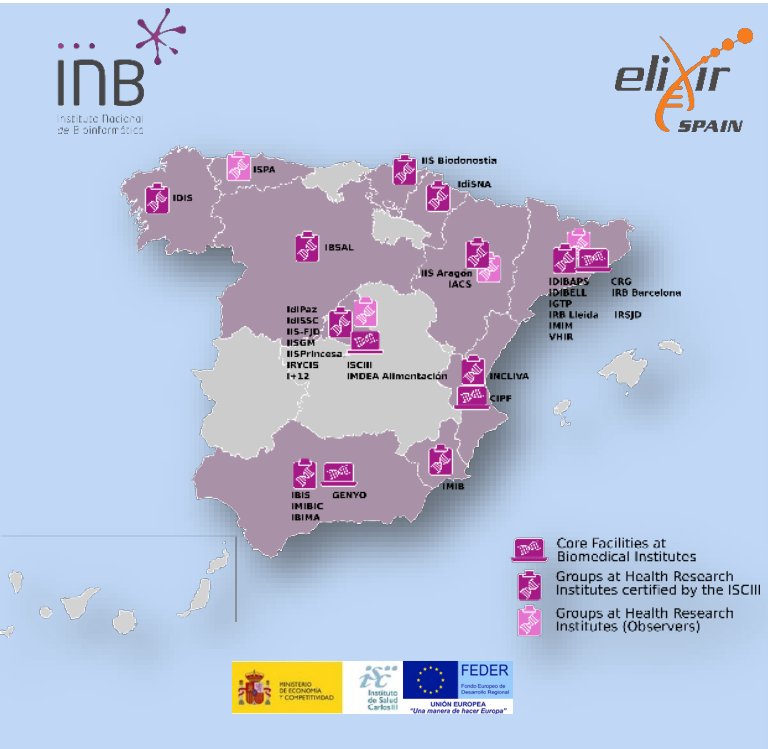 INB
Instituto Nacional
de Bioinformática
elixir
SPAIN
IIS Biodonostia
ISPA
IdiSNA
IDIS
IBSAL
IIS Aragón
IACS
IDIBAPS CRG
IDIBELL IRB Barcelona
IGTP
IRB Lleida IRSJD
IMIM
VHIR
IdiPaz
IdISSC
IIS-FJD
IISGM
IISPrincesa
IRYCIS ISCIII
I+12 IMDEA Alimentación
INCLIVA
CIPF
IMIB
IBIS GENYO
IMIBIC
IBIMA
Core Facilities at
Biomedical Institutes
Groups at Health Research
Institutes certified by the ISCIII
Groups at Health Research
Institutes (Observers)
MINISTERIO
DE ECONOMÍA
Y COMPETITIVIDAD
isc
Instituto
de Salud
Carlos III
FEDER
Fondo Europeo de
Desarrollo Regional
UNIÓN EUROPEA
"Una manera de hacer Europa"